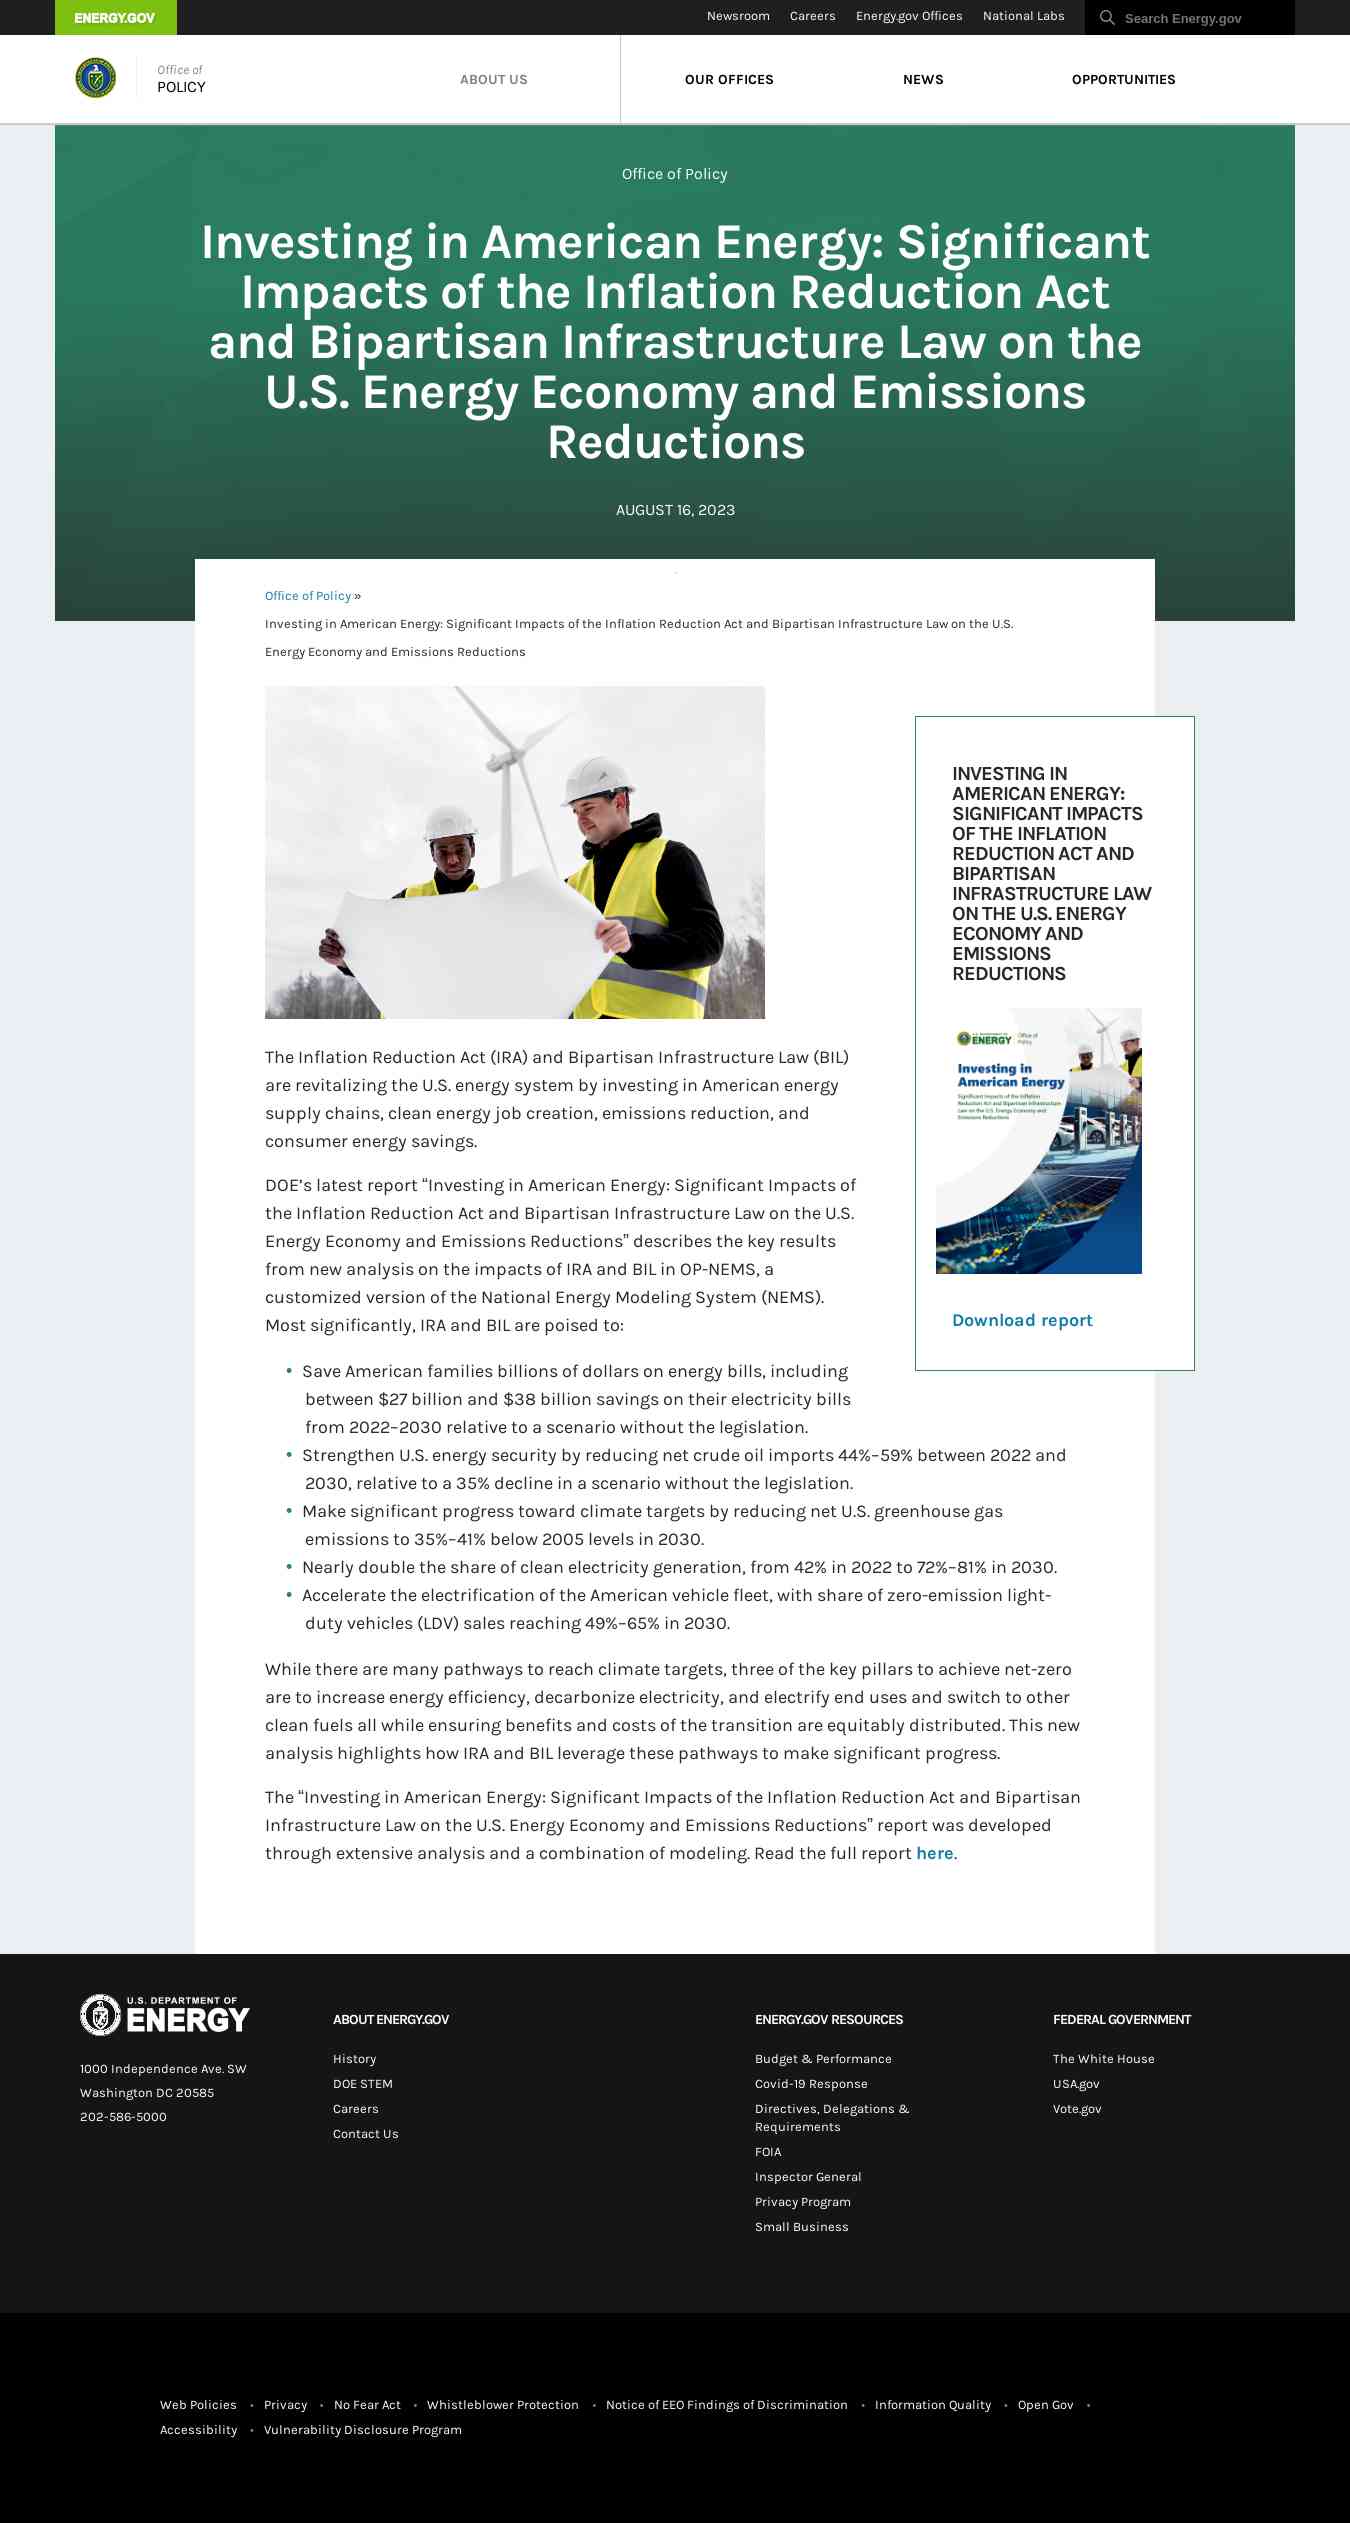 ENERGY.GOV
Newsroom Careers Energy.gov Offices National Labs Search Energy.gov
Office of
POLICY
ABOUT US OUR OFFICES NEWS OPPORTUNITIES
Office of Policy
Investing in American Energy: Significant
Impacts of the Inflation Reduction Act
and Bipartisan Infrastructure Law on the
U.S. Energy Economy and Emissions
Reductions
AUGUST 16, 2023
Office of Policy »
Investing in American Energy: Significant Impacts of the Inflation Reduction Act and Bipartisan Infrastructure Law on the U.S.
Energy Economy and Emissions Reductions
INVESTING IN
AMERICAN ENERGY:
SIGNIFICANT IMPACTS
OF THE INFLATION
REDUCTION ACT AND
BIPARTISAN
INFRASTRUCTURE LAW
ON THE U.S. ENERGY
ECONOMY AND
EMISSIONS
REDUCTIONS
U.S. DEPARTMENT OF
ENERGY
Office of
Policy
Investing in
American Energy
Significant Impacts of the Inflation
Reduction Act and Bipartisan Infrastructure
Law on the U.S. Energy Economy and
Emissions Reductions
Download report
The Inflation Reduction Act (IRA) and Bipartisan Infrastructure Law (BIL)
are revitalizing the U.S. energy system by investing in American energy
supply chains, clean energy job creation, emissions reduction, and
consumer energy savings.
DOE’s latest report “Investing in American Energy: Significant Impacts of
the Inflation Reduction Act and Bipartisan Infrastructure Law on the U.S.
Energy Economy and Emissions Reductions” describes the key results
from new analysis on the impacts of IRA and BIL in OP-NEMS, a
customized version of the National Energy Modeling System (NEMS).
Most significantly, IRA and BIL are poised to:
• Save American families billions of dollars on energy bills, including
between $27 billion and $38 billion savings on their electricity bills
from 2022–2030 relative to a scenario without the legislation.
• Strengthen U.S. energy security by reducing net crude oil imports 44%–59% between 2022 and
2030, relative to a 35% decline in a scenario without the legislation.
• Make significant progress toward climate targets by reducing net U.S. greenhouse gas
emissions to 35%–41% below 2005 levels in 2030.
• Nearly double the share of clean electricity generation, from 42% in 2022 to 72%–81% in 2030.
• Accelerate the electrification of the American vehicle fleet, with share of zero-emission light-
duty vehicles (LDV) sales reaching 49%–65% in 2030.
While there are many pathways to reach climate targets, three of the key pillars to achieve net-zero
are to increase energy efficiency, decarbonize electricity, and electrify end uses and switch to other
clean fuels all while ensuring benefits and costs of the transition are equitably distributed. This new
analysis highlights how IRA and BIL leverage these pathways to make significant progress.
The “Investing in American Energy: Significant Impacts of the Inflation Reduction Act and Bipartisan
Infrastructure Law on the U.S. Energy Economy and Emissions Reductions” report was developed
through extensive analysis and a combination of modeling. Read the full report here.
U.S. DEPARTMENT OF
ENERGY
1000 Independence Ave. SW
Washington DC 20585
202-586-5000
ABOUT ENERGY.GOV
History
DOE STEM
Careers
Contact Us
ENERGY.GOV RESOURCES
Budget & Performance
Covid-19 Response
Directives, Delegations &
Requirements
FOIA
Inspector General
Privacy Program
Small Business
FEDERAL GOVERNMENT
The White House
USA.gov
Vote.gov
Web Policies • Privacy • No Fear Act • Whistleblower Protection • Notice of EEO Findings of Discrimination • Information Quality • Open Gov •
Accessibility • Vulnerability Disclosure Program